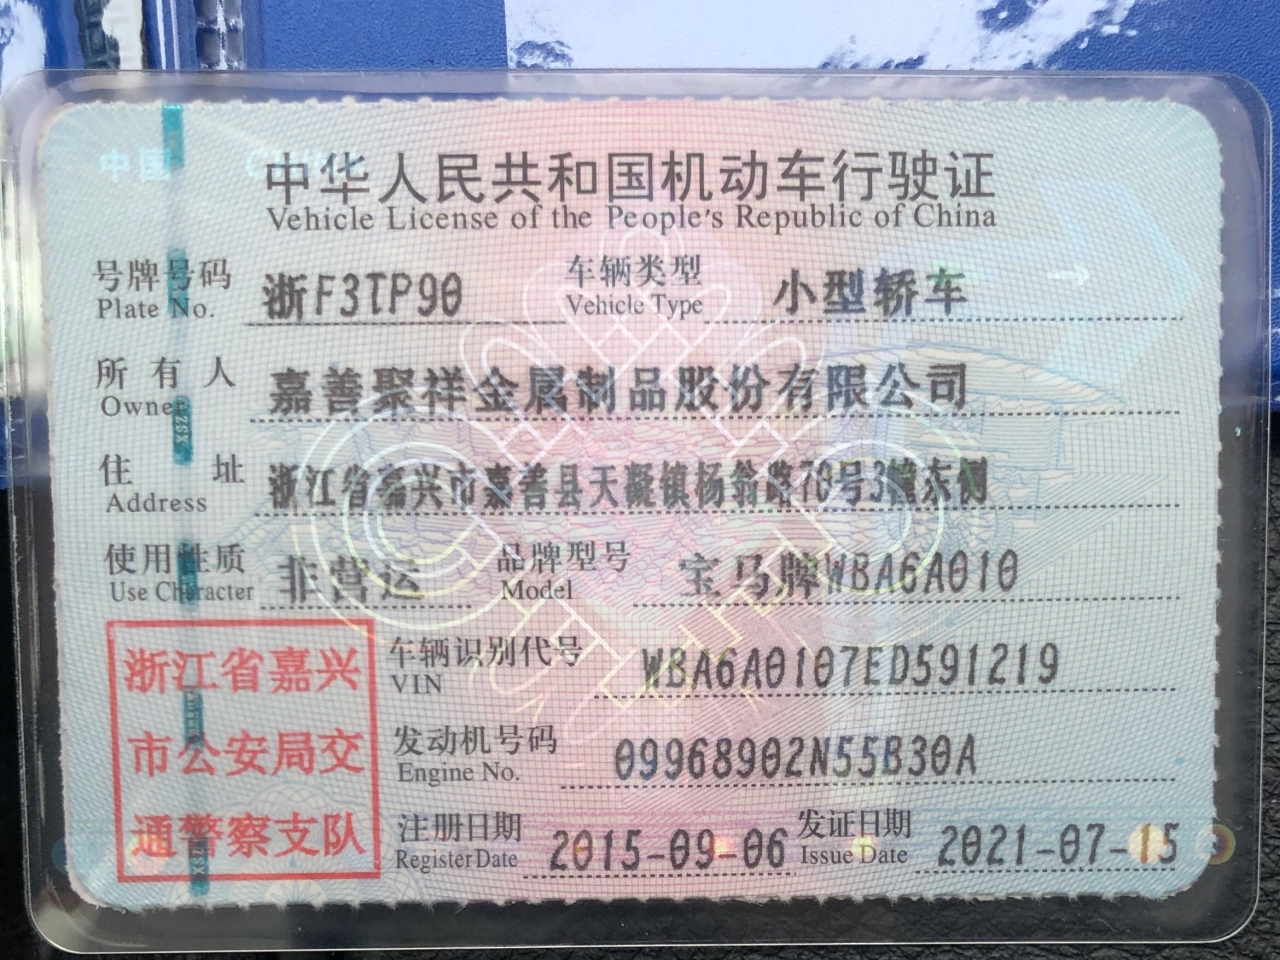 中华人民共和国机动车行驶证
Vehicle License of the People's Republic of China
号牌号码 浙F3TP90 车辆类型 小型轿车
Plate No. Vehicle Type
所有人 嘉善聚祥金属制品股份有限公司
Owner
住址 浙江省嘉兴市嘉善县天凝镇杨翁路70号3幢东侧
Address
使用性质 非营运 品牌型号 宝马牌WBA6A010
Use Character Model
浙江省嘉兴
市公安局交
通警察支队
车辆识别代号 WBA6A0107ED591219
VIN
发动机号码 09968902N55B30A
Engine No.
注册日期 2015-09-06 发证日期 2021-07-15
Register Date Issue Date